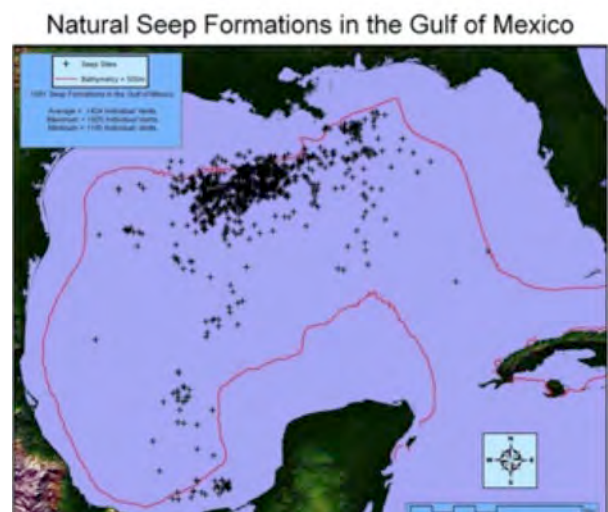 Natural Seep Formations in the Gulf of Mexico
Seep Sites
Bathymetry = 500m
Seep Formations in the Gulf of Mexico
Average = Individual Vents.
Maximum = Individual Vents.
Minimum = Individual Vents.
N
W E
S